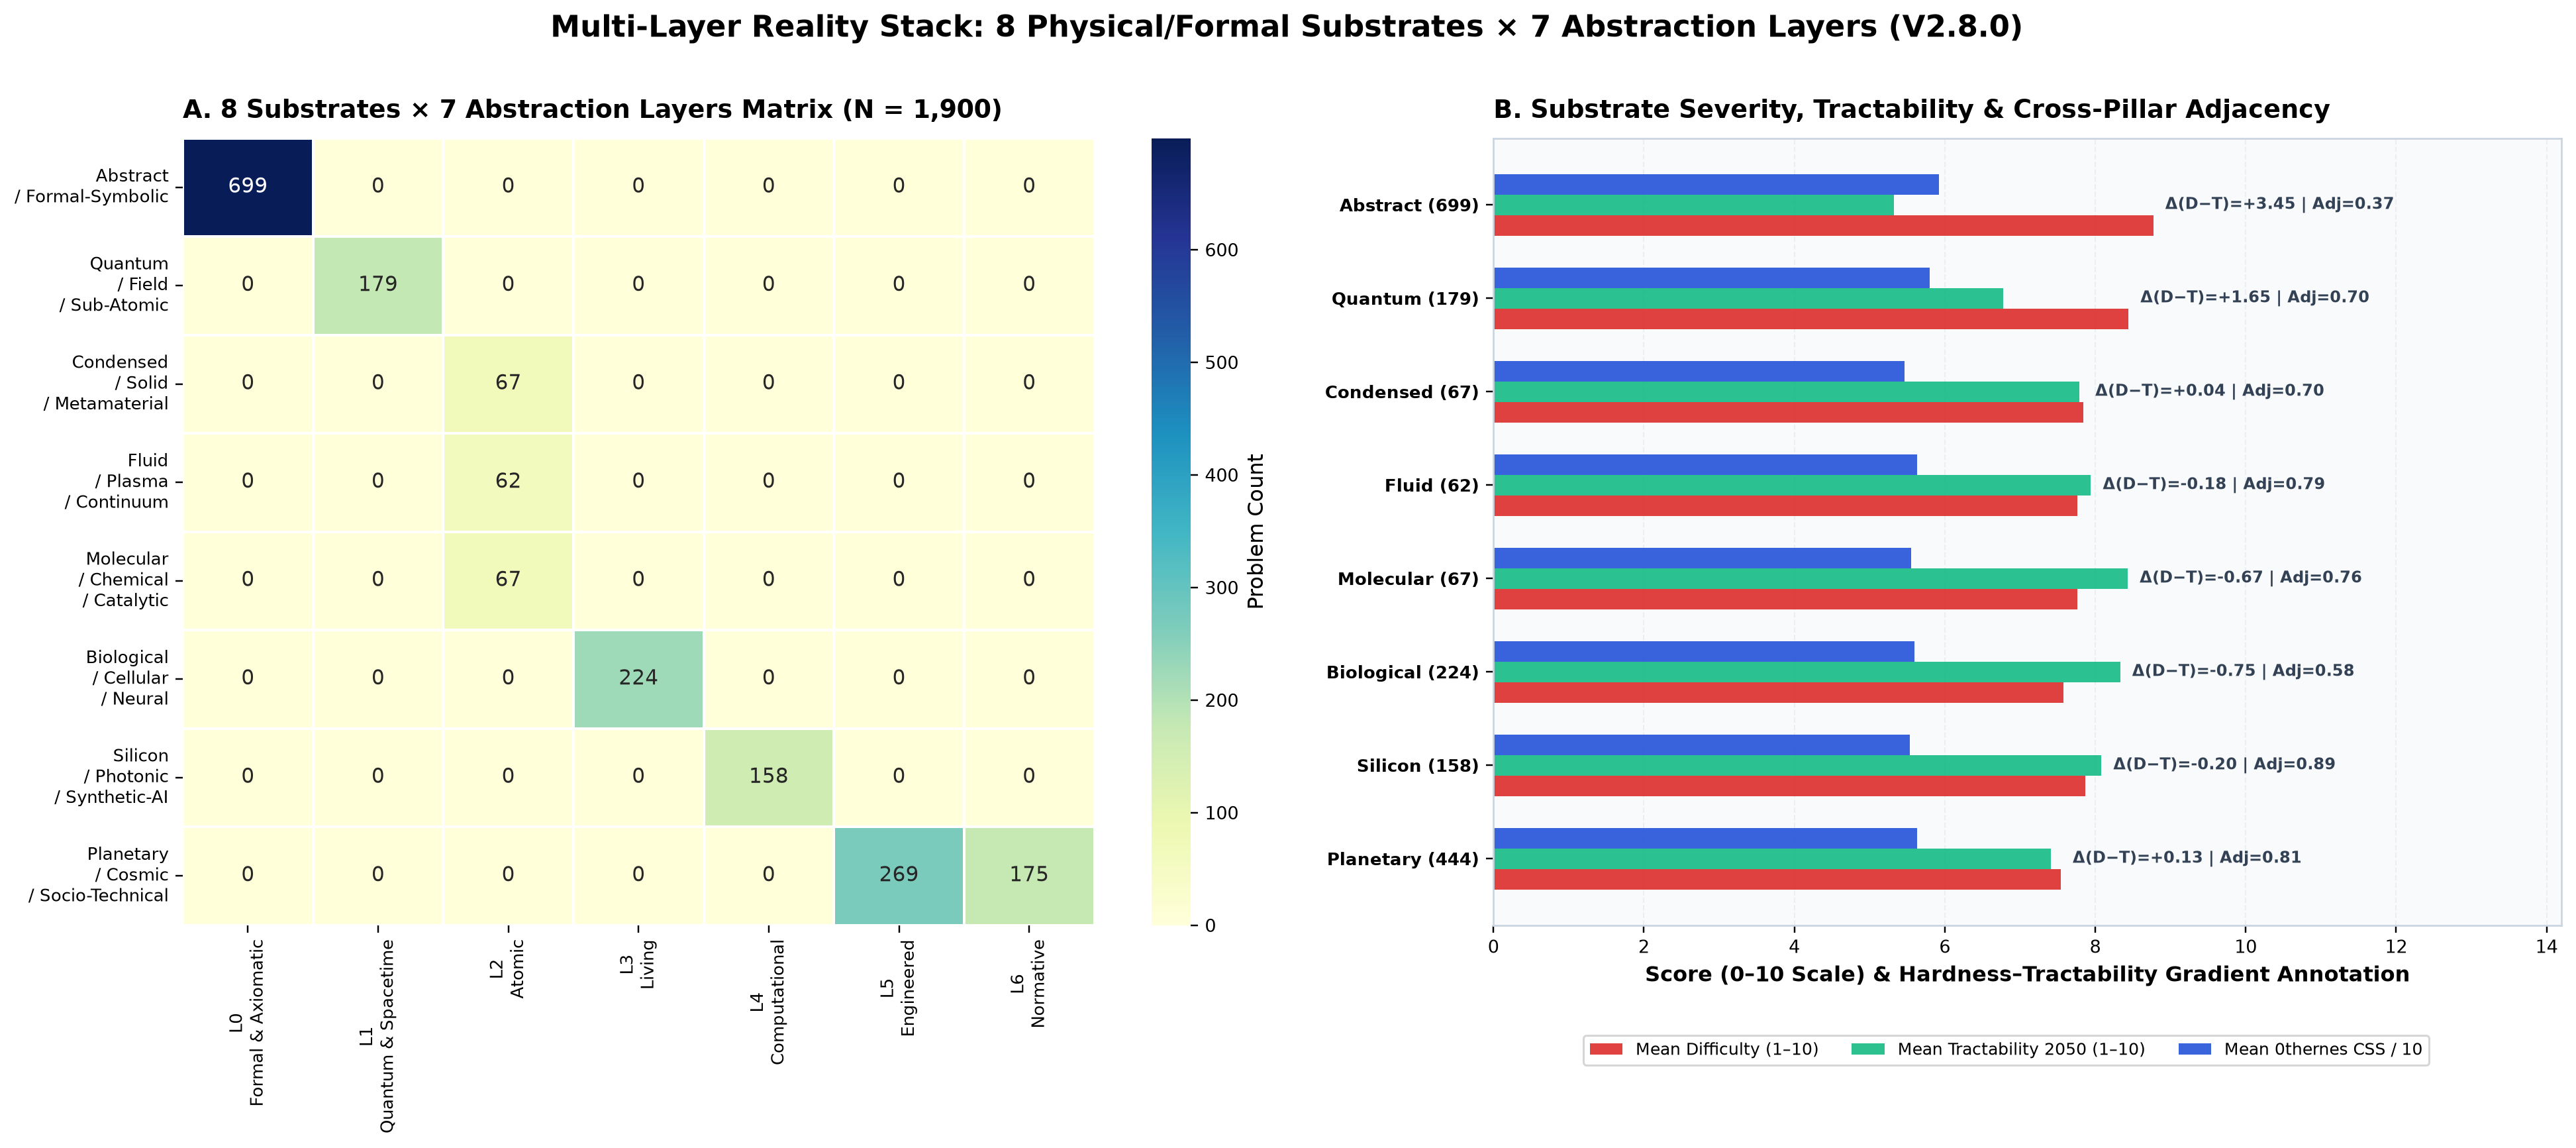 Multi-Layer Reality Stack: 8 Physical/Formal Substrates × 7 Abstraction Layers (V2.8.0)
A. 8 Substrates × 7 Abstraction Layers Matrix (N = 1,900)
Abstract
/ Formal-Symbolic
699 0 0 0 0 0 0
Quantum
/ Field
/ Sub-Atomic
0 179 0 0 0 0 0
Condensed
/ Solid
/ Metamaterial
0 0 67 0 0 0 0
Fluid
/ Plasma
/ Continuum
0 0 62 0 0 0 0
Molecular
/ Chemical
/ Catalytic
0 0 67 0 0 0 0
Biological
/ Cellular
/ Neural
0 0 0 224 0 0 0
Silicon
/ Photonic
/ Synthetic-AI
0 0 0 0 158 0 0
Planetary
/ Cosmic
/ Socio-Technical
0 0 0 0 0 269 175
L0
Formal & Axiomatic
L1
Quantum & Spacetime
L2
Atomic
L3
Living
L4
Computational
L5
Engineered
L6
Normative
600
500
400
300
200
100
0
Problem Count
B. Substrate Severity, Tractability & Cross-Pillar Adjacency
Abstract (699)
Δ(D−T)=+3.45 | Adj=0.37
Quantum (179)
Δ(D−T)=+1.65 | Adj=0.70
Condensed (67)
Δ(D−T)=+0.04 | Adj=0.70
Fluid (62)
Δ(D−T)=-0.18 | Adj=0.79
Molecular (67)
Δ(D−T)=-0.67 | Adj=0.76
Biological (224)
Δ(D−T)=-0.75 | Adj=0.58
Silicon (158)
Δ(D−T)=-0.20 | Adj=0.89
Planetary (444)
Δ(D−T)=+0.13 | Adj=0.81
0 2 4 6 8 10 12 14
Score (0–10 Scale) & Hardness–Tractability Gradient Annotation
Mean Difficulty (1–10)
Mean Tractability 2050 (1–10)
Mean 0thernes CSS / 10